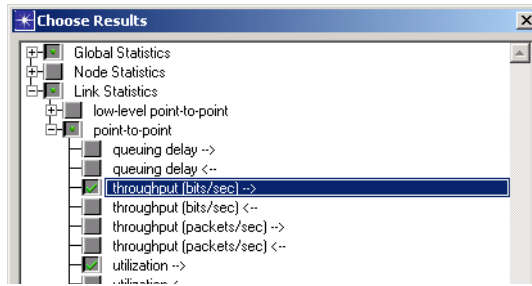 Choose Results
Global Statistics
Node Statistics
Link Statistics
low-level point-to-point
point-to-point
queuing delay -->
queuing delay <--
throughput (bits/sec) -->
throughput (bits/sec) <--
throughput (packets/sec) -->
throughput (packets/sec) <--
utilization -->
utilization <